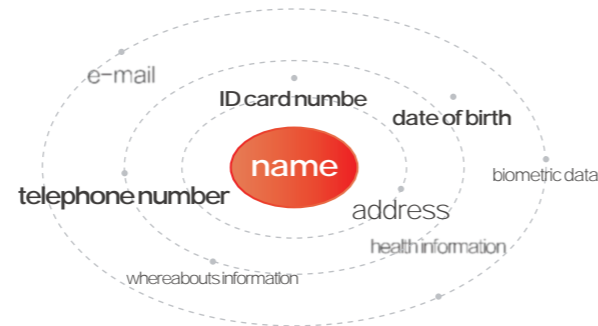 e-mail
ID card numbe
date of birth
name
biometric data
telephone number
address
health information
whereabouts information